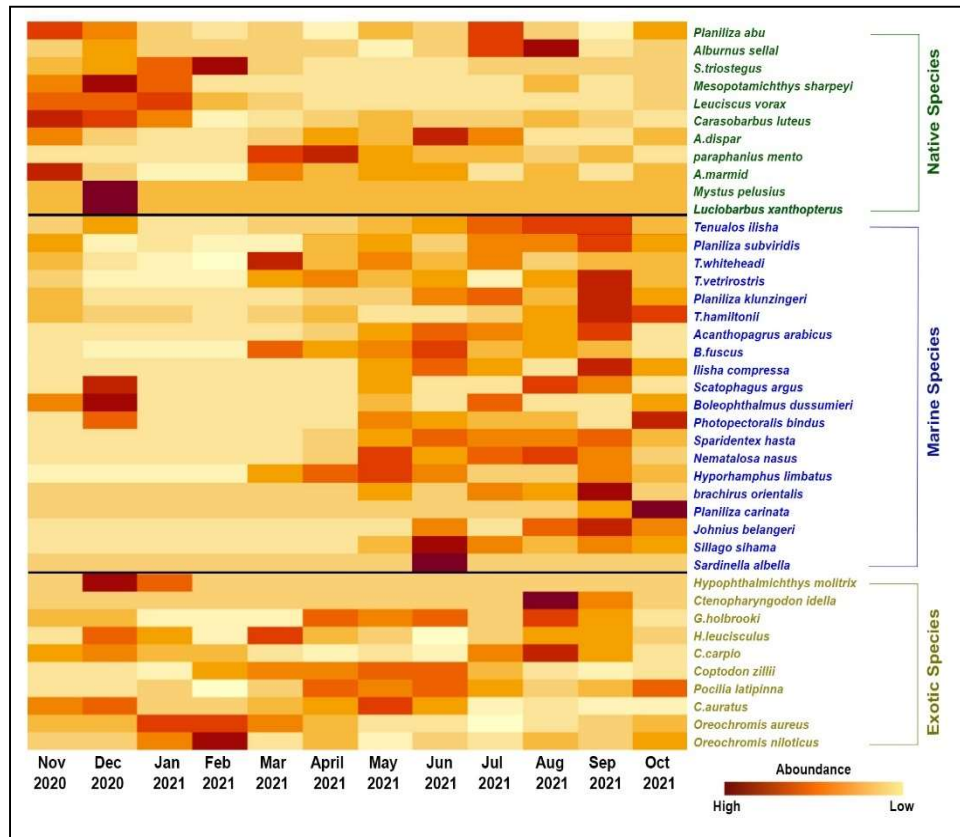 Planiliza abu
Alburnus sellal
S.triostegus
Mesopotamichthys sharpeyi
Leuciscus vorax
Carasobarbus luteus
A.dispar
paraphanius mento
A.marmid
Mystus pelusius
Luciobarbus xanthopterus
Native Species
Tenualos ilisha
Planiliza subviridis
T.whiteheadi
T.vetrirostris
Planiliza klunzingeri
T.hamiltonii
Acanthopagrus arabicus
B.fuscus
Ilisha compressa
Scatophagus argus
Boleophthalmus dussumieri
Photopectoralis bindus
Sparidentex hasta
Nematalosa nasus
Hyporhamphus limbatus
brachirus orientalis
Planiliza carinata
Johnius belangeri
Sillago sihama
Sardinella albella
Marine Species
Hypophthalmichthys molitrix
Ctenopharyngodon idella
G.holbrooki
H.leucisculus
C.carpio
Coptodon zillii
Pocilia latipinna
C.auratus
Oreochromis aureus
Oreochromis niloticus
Exotic Species
Nov Dec Jan Feb Mar April May Jun Jul Aug Sep Oct
2020 2020 2021 2021 2021 2021 2021 2021 2021 2021 2021 2021
Aboundance
High Low